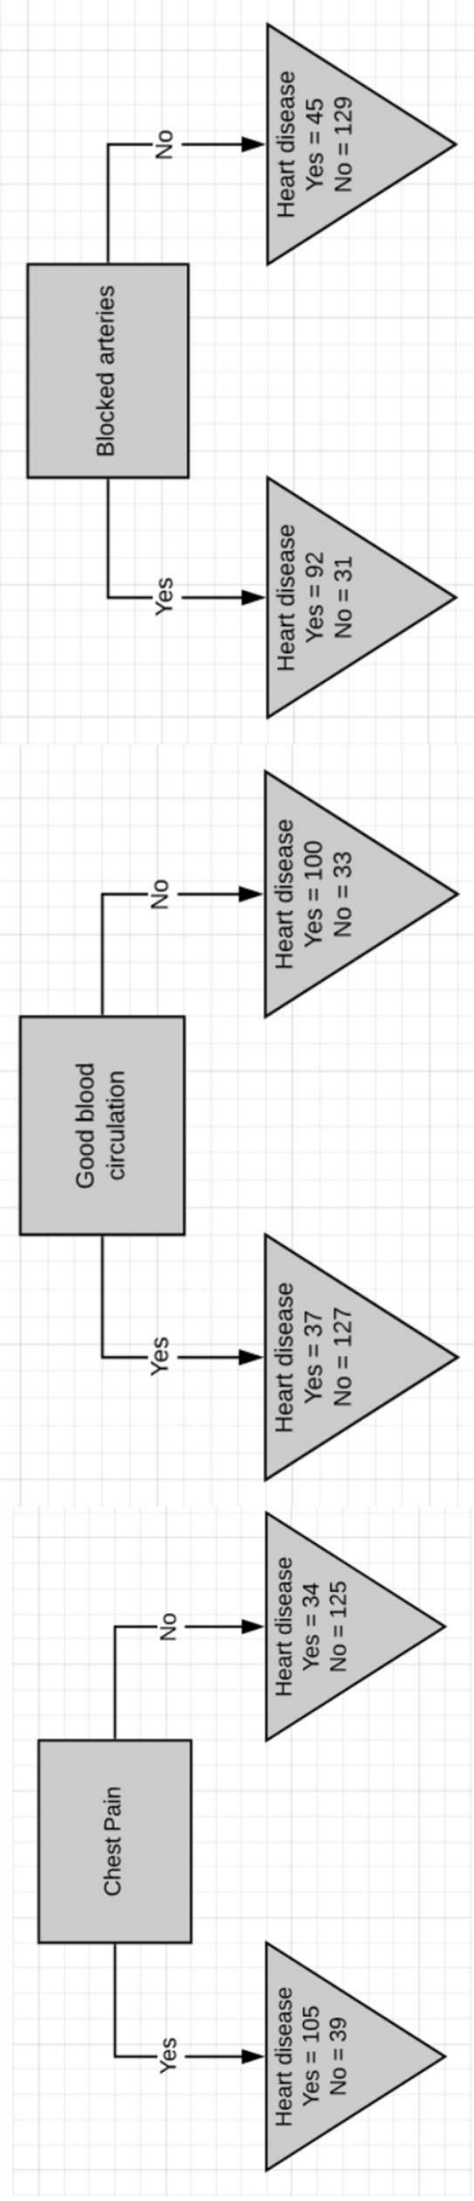 Chest Pain
Yes
No
Heart disease
Yes = 105
No = 39
Heart disease
Yes = 34
No = 125
Good blood
circulation
Yes
No
Heart disease
Yes = 37
No = 127
Heart disease
Yes = 100
No = 33
Blocked arteries
Yes
No
Heart disease
Yes = 92
No = 31
Heart disease
Yes = 45
No = 129